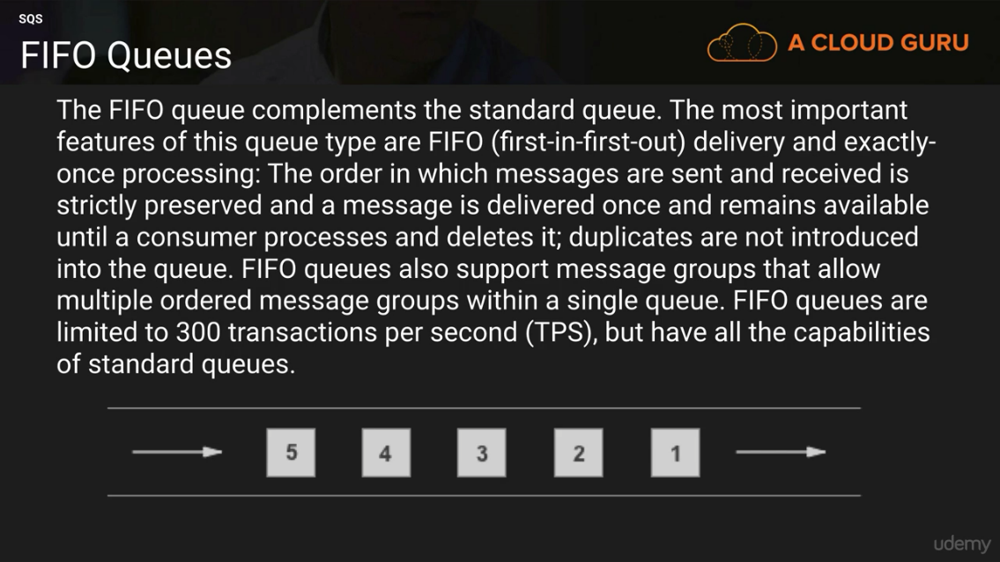 SQS
FIFO Queues
A CLOUD GURU
The FIFO queue complements the standard queue. The most important
features of this queue type are FIFO (first-in-first-out) delivery and exactly-
once processing: The order in which messages are sent and received is
strictly preserved and a message is delivered once and remains available
until a consumer processes and deletes it; duplicates are not introduced
into the queue. FIFO queues also support message groups that allow
multiple ordered message groups within a single queue. FIFO queues are
limited to 300 transactions per second (TPS), but have all the capabilities
of standard queues.
5 4 3 2 1
udemy